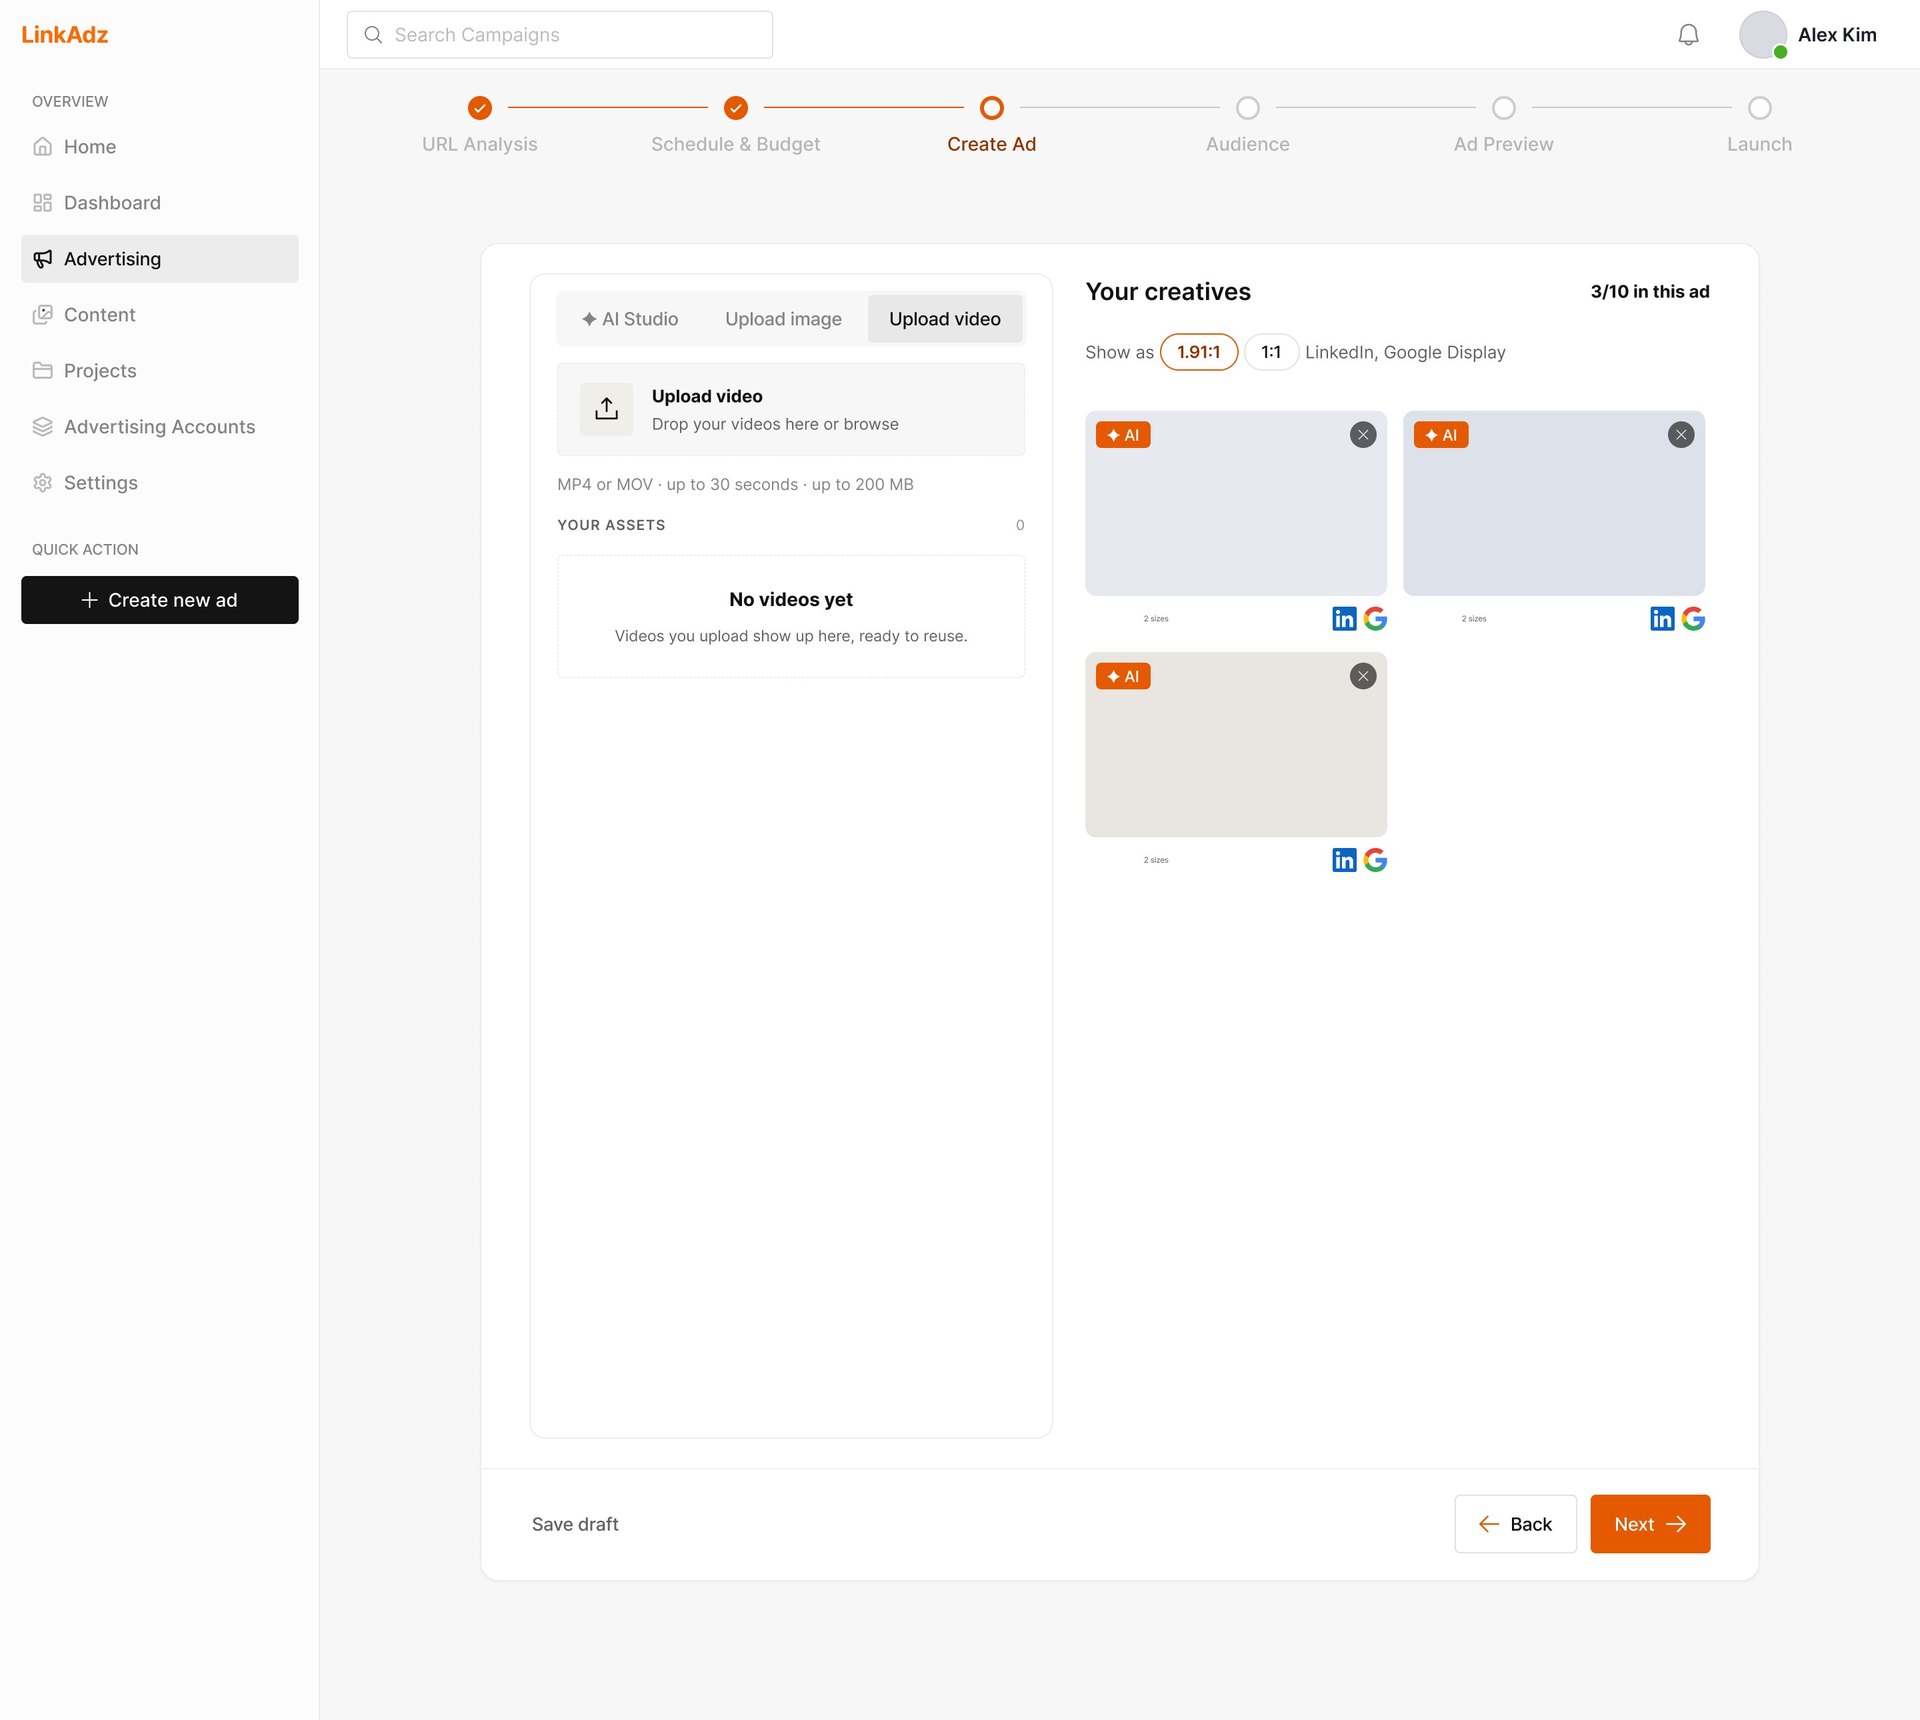 LinkAdz
Search Campaigns
Alex Kim
OVERVIEW
Home
Dashboard
Advertising
Content
Projects
Advertising Accounts
Settings
QUICK ACTION
Create new ad
URL Analysis
Schedule & Budget
Create Ad
Audience
Ad Preview
Launch
AI Studio
Upload image
Upload video
Upload video
Drop your videos here or browse
MP4 or MOV · up to 30 seconds · up to 200 MB
YOUR ASSETS
0
No videos yet
Videos you upload show up here, ready to reuse.
Your creatives
3/10 in this ad
Show as 1.91:1 1:1 LinkedIn, Google Display
AI
AI
2 sizes
in G
2 sizes
in G
AI
2 sizes
in G
Save draft
Back
Next